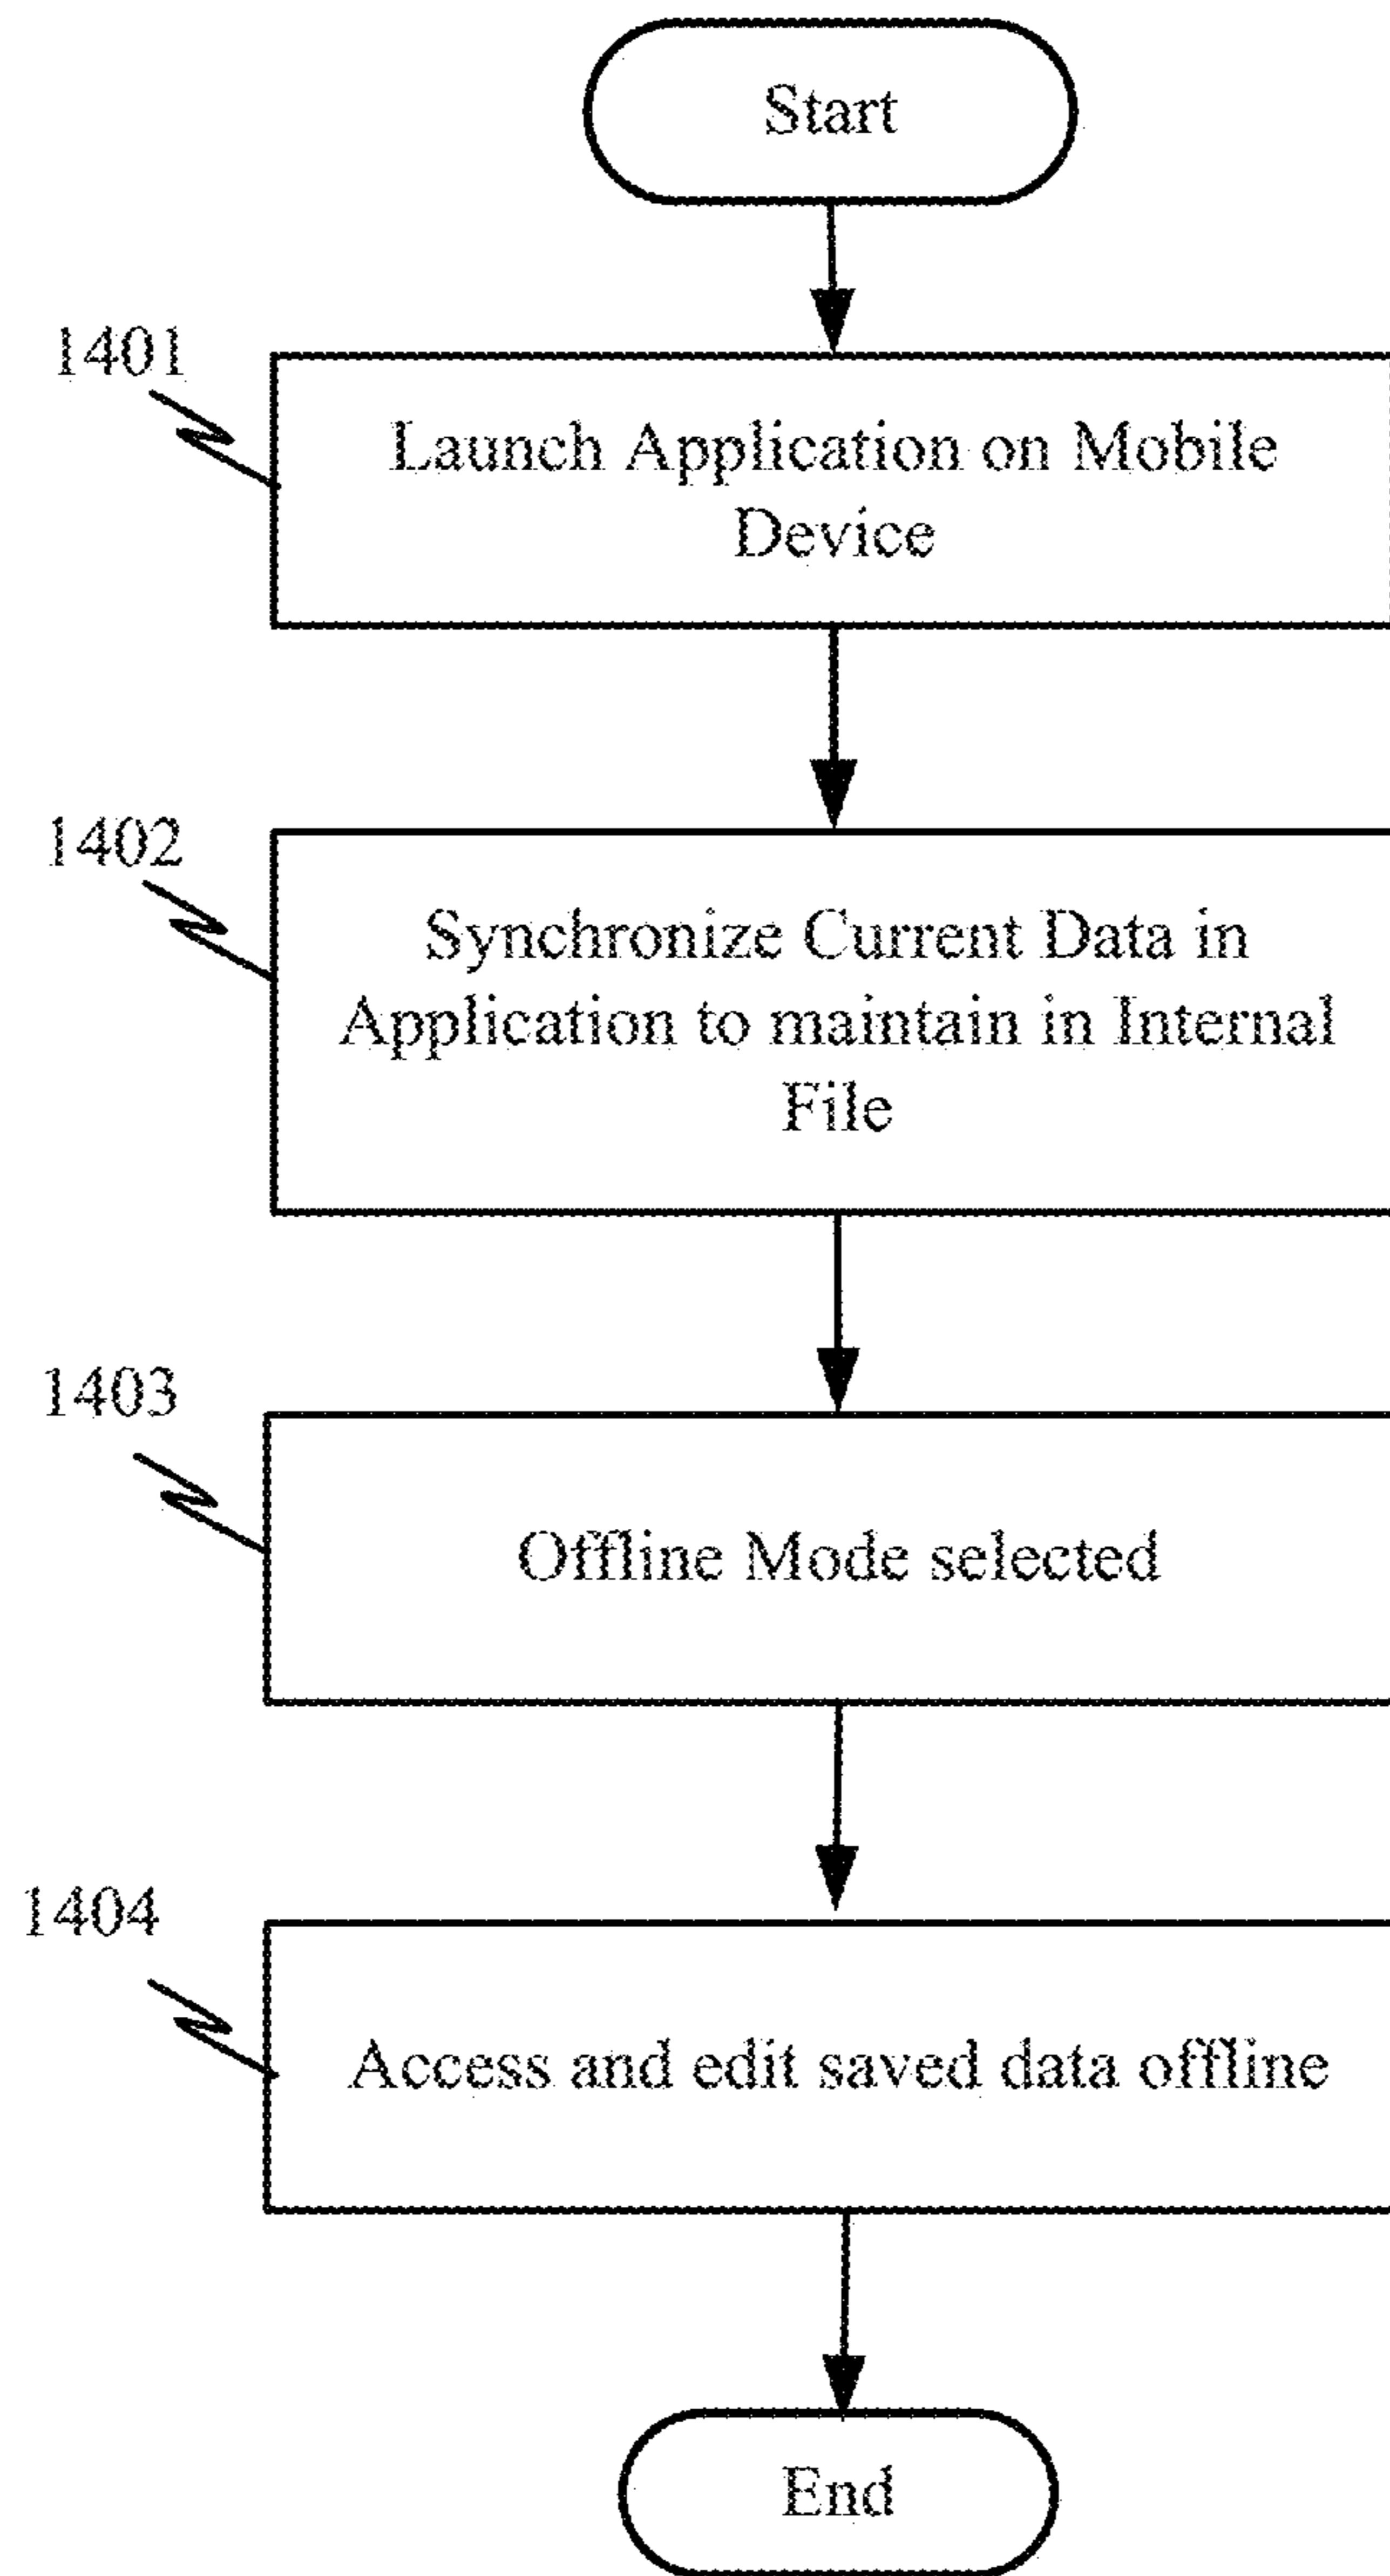 Start
1401
Launch Application on Mobile
Device
1402
Synchronize Current Data in
Application to maintain in Internal
File
1403
Offline Mode selected
1404
Access and edit saved data offline
End